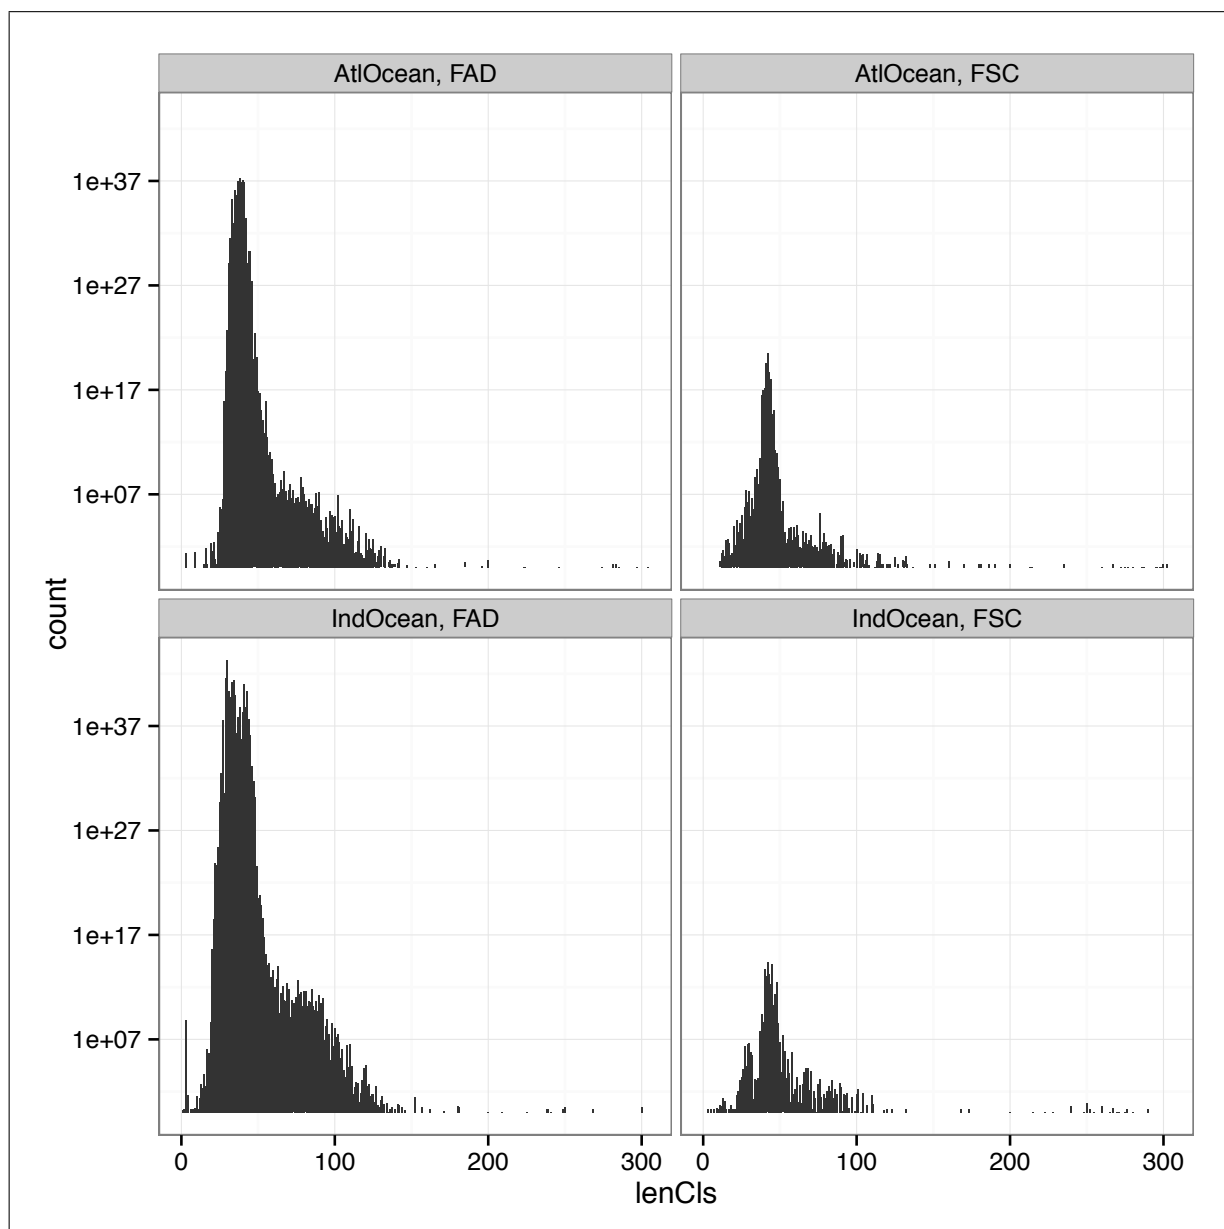 AtlOcean, FAD
AtlOcean, FSC
1e+37
1e+27
1e+17
1e+07
count
IndOcean, FAD
IndOcean, FSC
1e+37
1e+27
1e+17
1e+07
0 100 200 300 0 100 200 300
lenCls